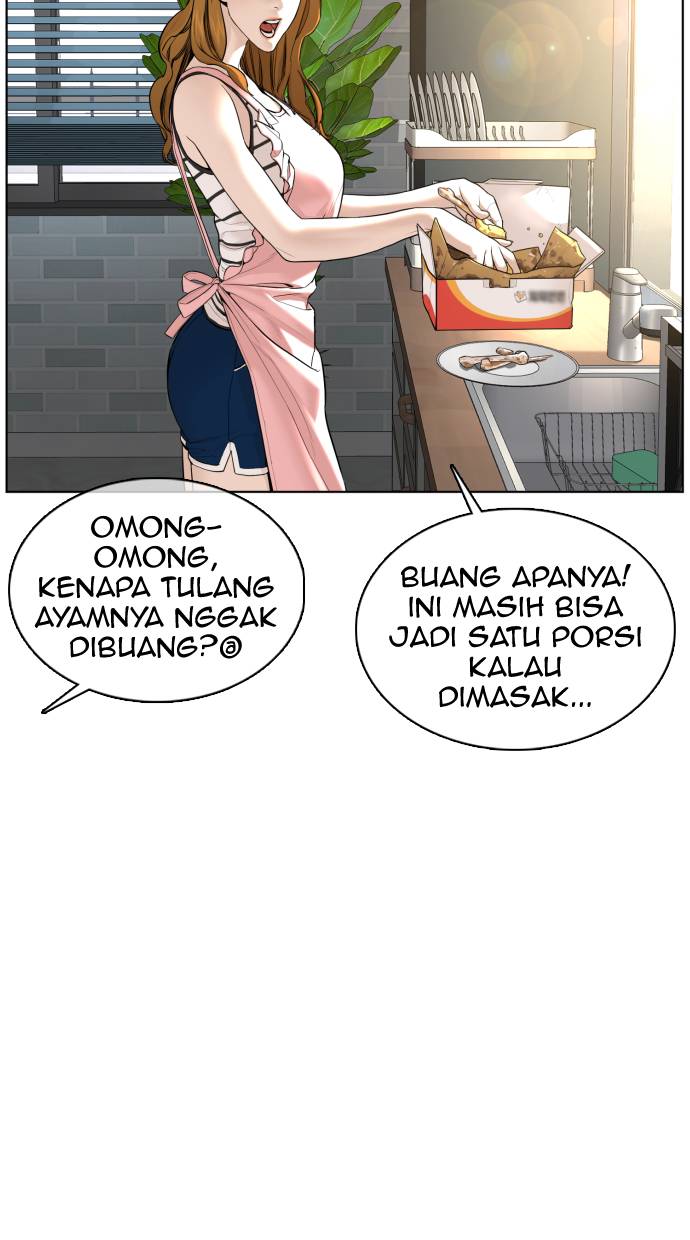 OMONG-
OMONG,
KENAPA TULANG
AYAMNYA NGGAK
DIBUANG?@
BUANG APANYA!
INI MASIH BISA
JADI SATU PORSI
KALAU
DIMASAK...